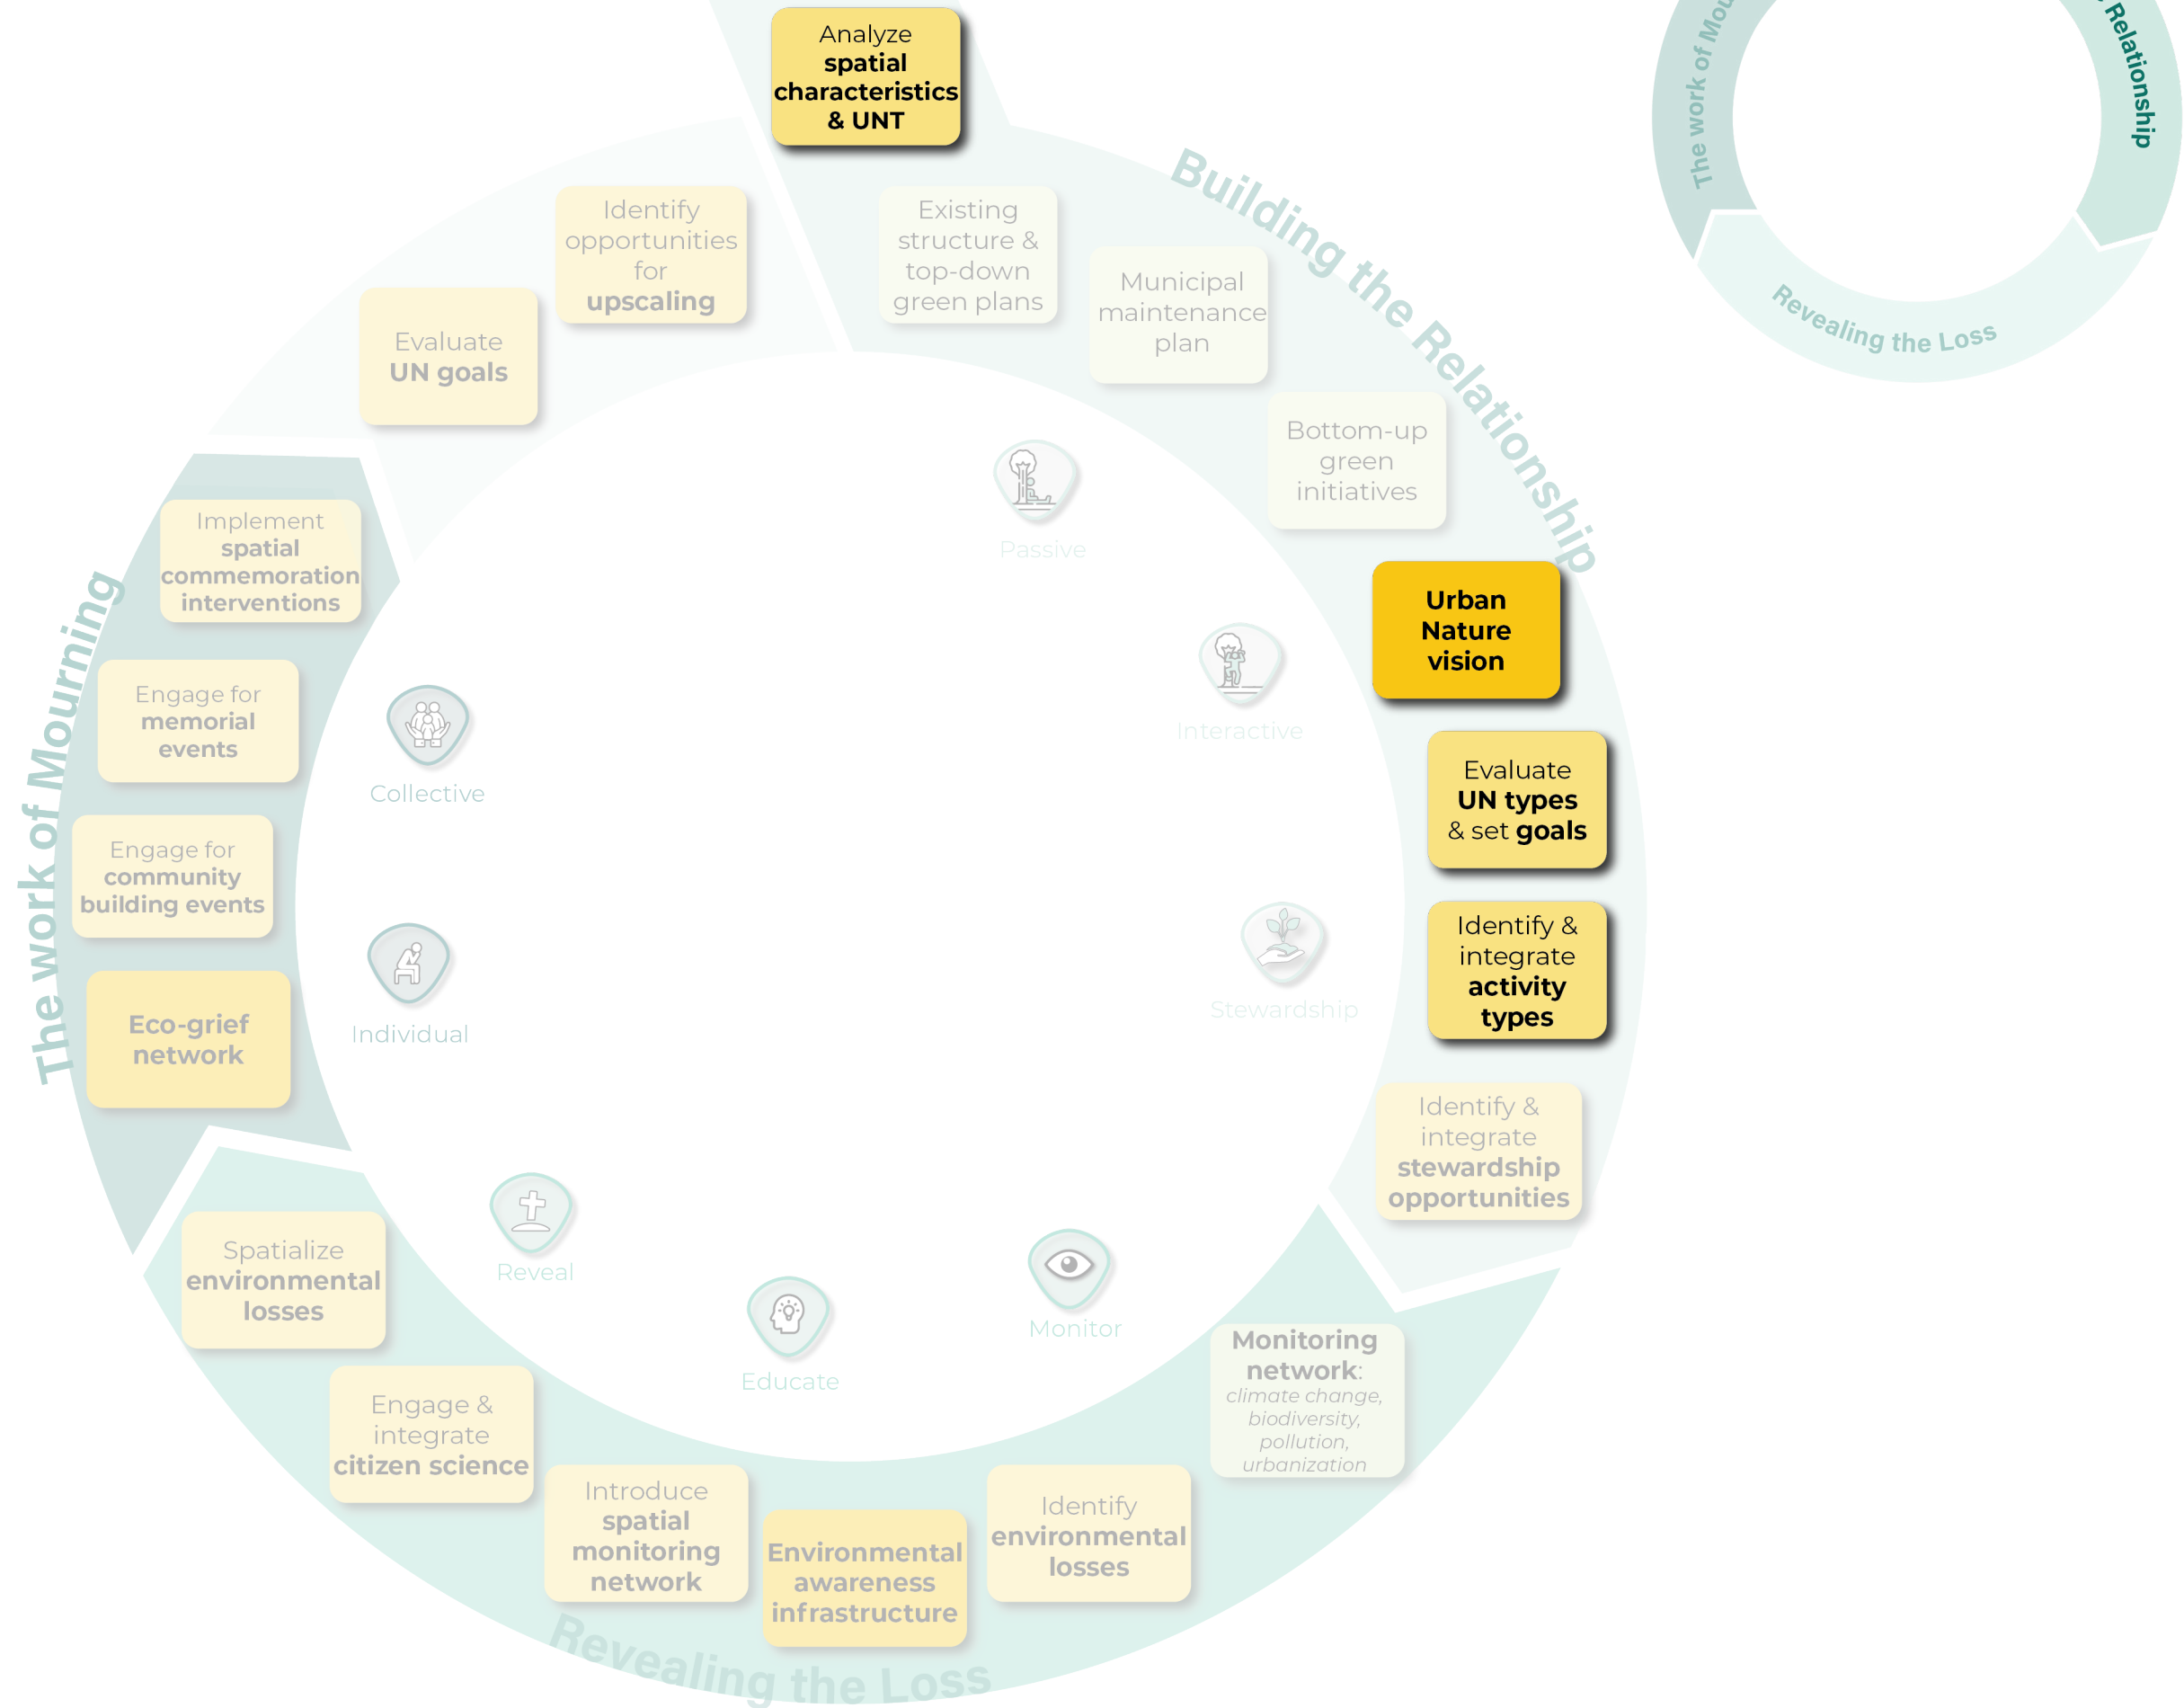 Analyze
spatial
characteristics
& UNT
Existing
structure &
top-down
green plans
Municipal
maintenance
plan
Bottom-up
green
initiatives
Building the Relationship
Urban
Nature
vision
Evaluate
UN types
& set goals
Identify &
integrate
activity
types
Identify &
integrate
stewardship
opportunities
Passive
Interactive
Stewardship
Monitoring
network:
climate change,
biodiversity,
pollution,
urbanization
Identify
environmental
losses
Environmental
awareness
infrastructure
Introduce
spatial
monitoring
network
Engage &
integrate
citizen science
Spatialize
environmental
losses
Revealing the Loss
Monitor
Educate
Reveal
Eco-grief
network
Engage for
community
building events
Engage for
memorial
events
Implement
spatial
commemoration
interventions
The work of Mourning
Individual
Collective
Evaluate
UN goals
Identify
opportunities
for
upscaling
Relationship
Revealing the Loss
The work of Mou